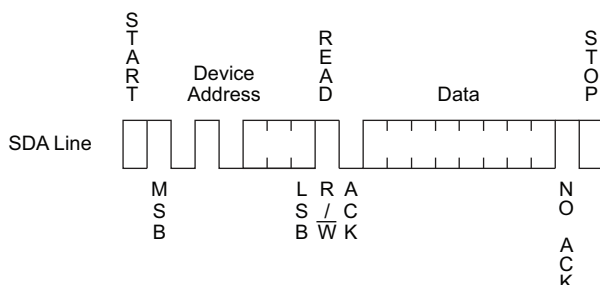 START
READ
STOP
Device
Address
Data
SDA Line
MSB
LSB
R/W
ACK
NO ACK